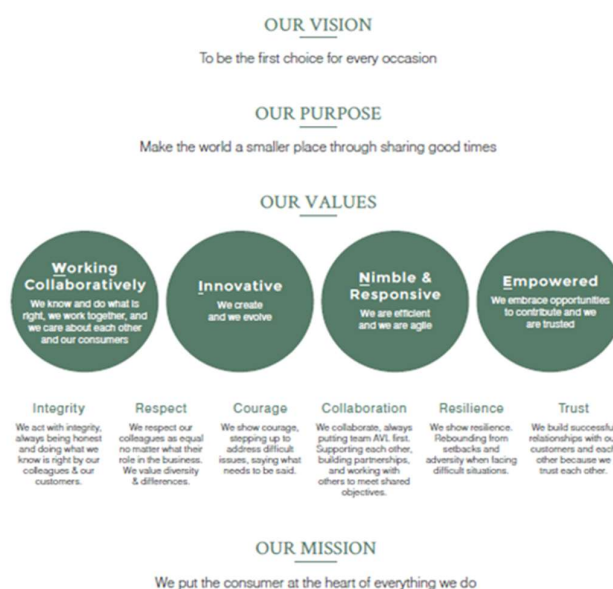 OUR VISION
To be the first choice for every occasion
OUR PURPOSE
Make the world a smaller place through sharing good times
OUR VALUES
Working
Collaboratively
We know and do what is
right, we work together, and
we care about each other
and our consumers
Innovative
We create
and we evolve
Nimble &
Responsive
We are efficient
and we are agile
Empowered
We embrace opportunities
to contribute and we
are trusted
Integrity
We act with integrity,
always being honest
and doing what we
know is right by our
colleagues & our
customers.
Respect
We respect our
colleagues as equal
no matter what their
role in the business.
We value diversity
& differences.
Courage
We show courage,
stepping up to
address difficult
issues, saying what
needs to be said.
Collaboration
We collaborate, always
putting team AVL first.
Supporting each other,
building partnerships,
and working with
others to meet shared
objectives.
Resilience
We show resilience.
Rebounding from
setbacks and
adversity when facing
difficult situations.
Trust
We build successfu
relationships with ou
customers and each
other because we
trust each other.
OUR MISSION
We put the consumer at the heart of everything we do